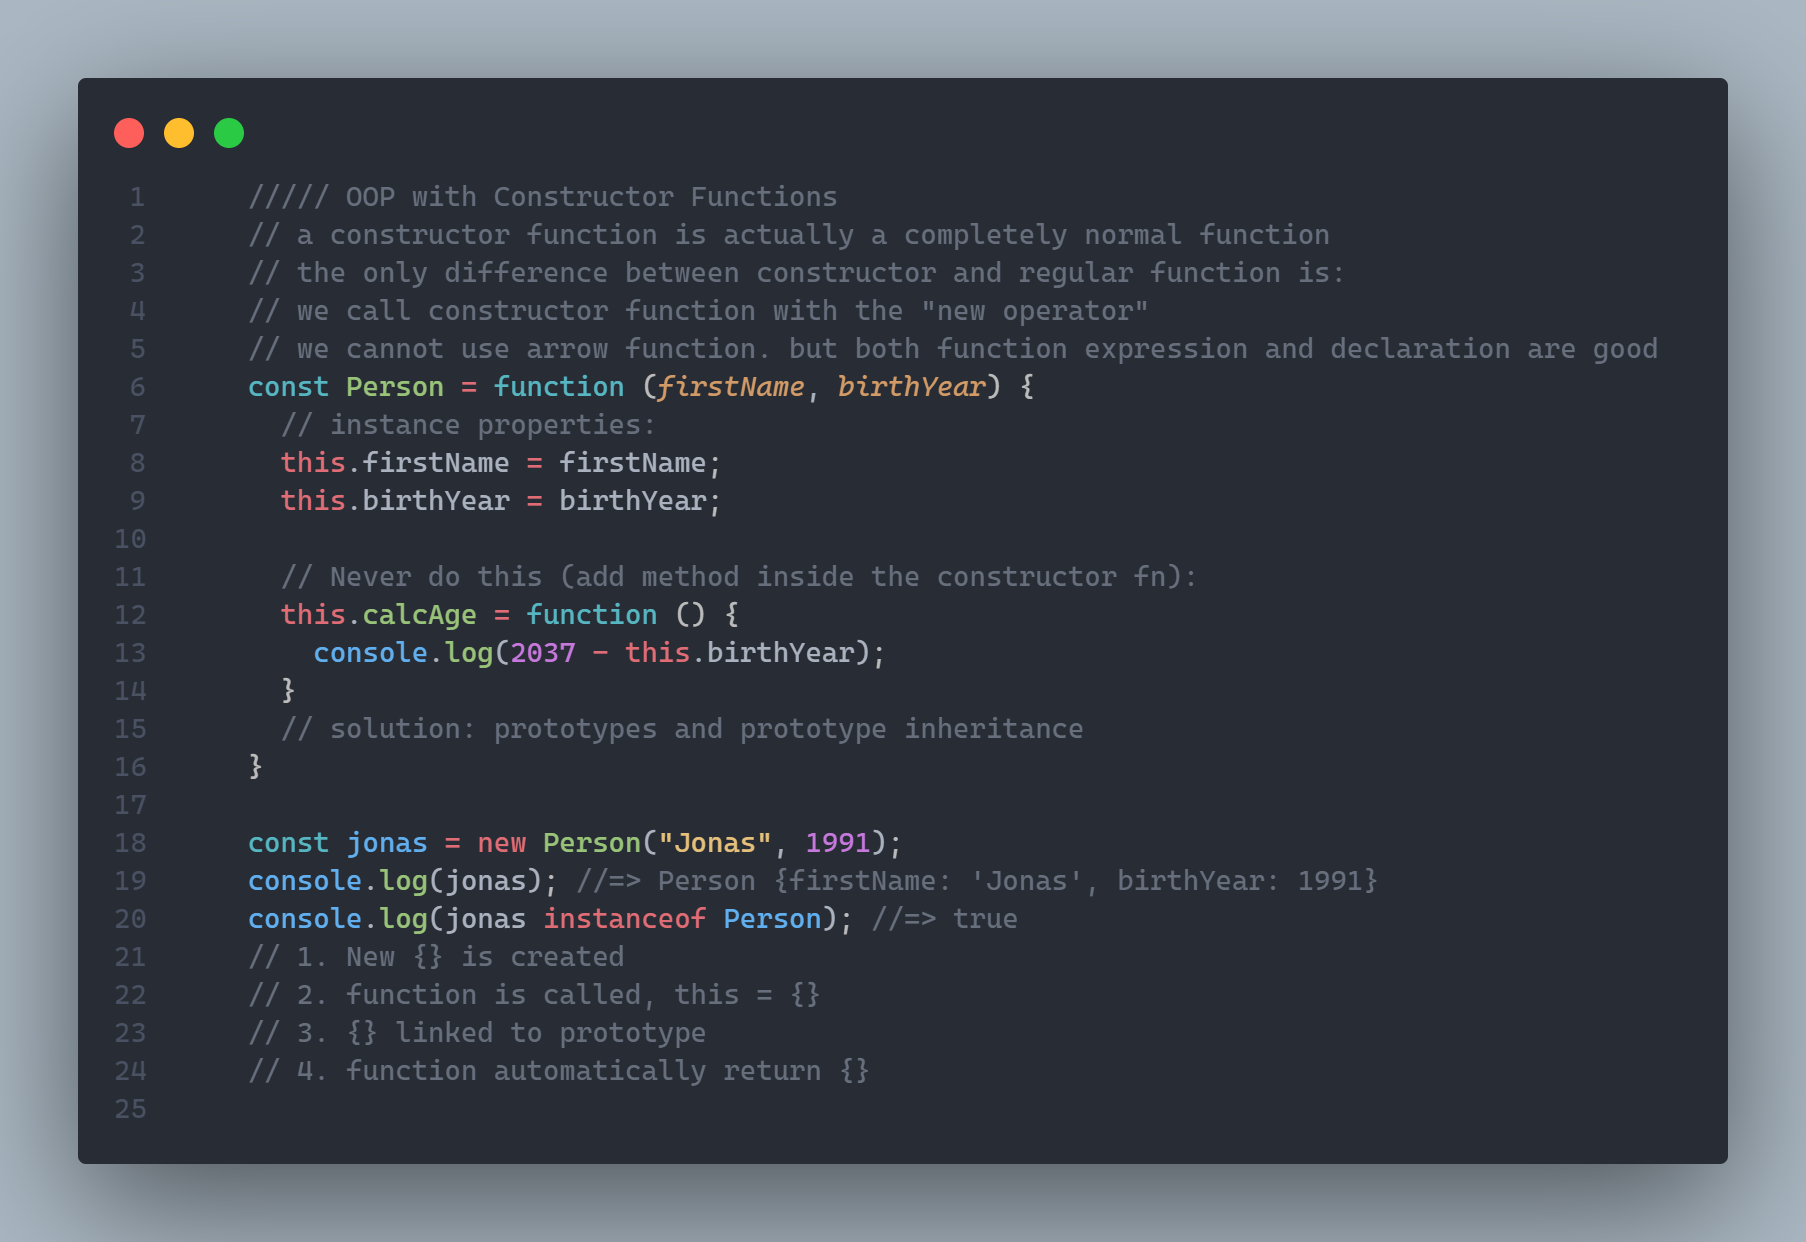 1 ///// OOP with Constructor Functions
2 // a constructor function is actually a completely normal function
3 // the only difference between constructor and regular function is:
4 // we call constructor function with the "new operator"
5 // we cannot use arrow function. but both function expression and declaration are good
6 const Person = function (firstName, birthYear) {
7   // instance properties:
8   this.firstName = firstName;
9   this.birthYear = birthYear;
10
11   // Never do this (add method inside the constructor fn):
12   this.calcAge = function () {
13     console.log(2037 - this.birthYear);
14   }
15   // solution: prototypes and prototype inheritance
16 }
17
18 const jonas = new Person("Jonas", 1991);
19 console.log(jonas); //=> Person {firstName: 'Jonas', birthYear: 1991}
20 console.log(jonas instanceof Person); //=> true
21 // 1. New {} is created
22 // 2. function is called, this = {}
23 // 3. {} linked to prototype
24 // 4. function automatically return {}
25